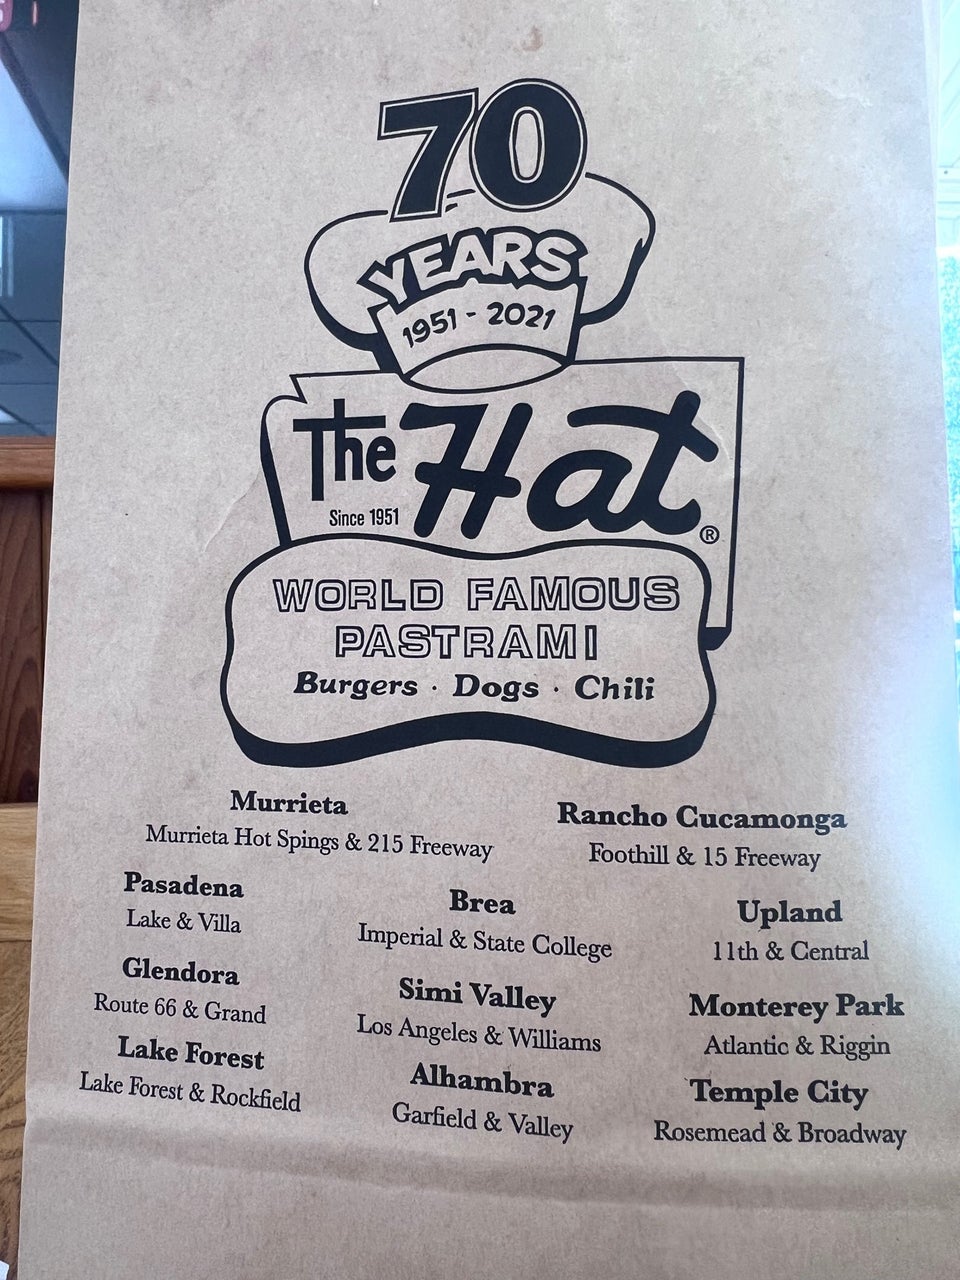 70
YEARS
1951 - 2021
The Hat
Since 1951
®
WORLD FAMOUS
PASTRAMI
Burgers · Dogs · Chili
Murrieta
Murrieta Hot Spings & 215 Freeway
Rancho Cucamonga
Foothill & 15 Freeway
Pasadena
Lake & Villa
Brea
Imperial & State College
Upland
11th & Central
Glendora
Route 66 & Grand
Simi Valley
Los Angeles & Williams
Monterey Park
Atlantic & Riggin
Lake Forest
Lake Forest & Rockfield
Alhambra
Garfield & Valley
Temple City
Rosemead & Broadway